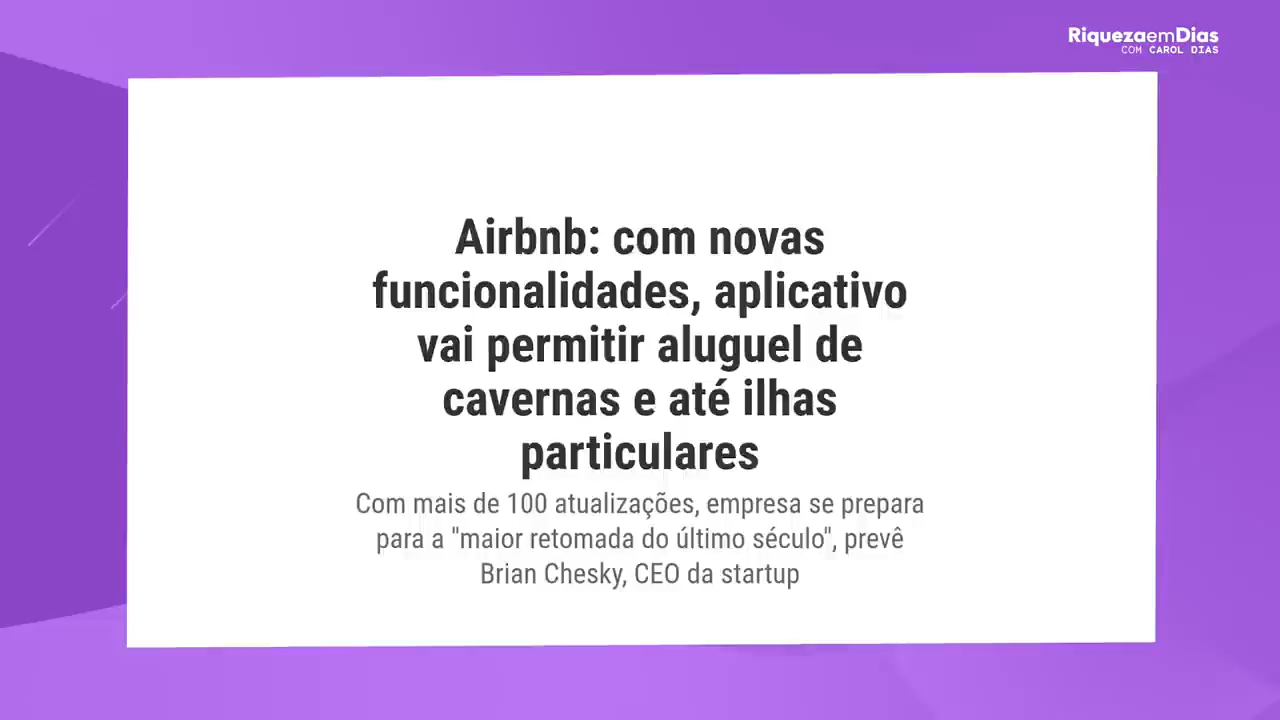 RiquezaemDias
COM CAROL DIAS
Airbnb: com novas
funcionalidades, aplicativo
vai permitir aluguel de
cavernas e até ilhas
particulares
Com mais de 100 atualizações, empresa se prepara
para a "maior retomada do último século", prevê
Brian Chesky, CEO da startup